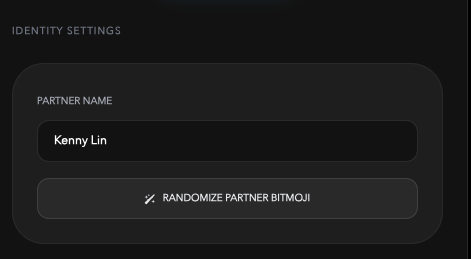 IDENTITY SETTINGS
PARTNER NAME
Kenny Lin
RANDOMIZE PARTNER BITMOJI